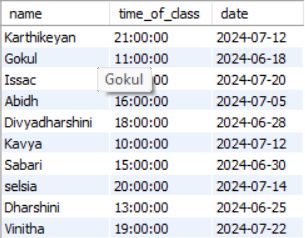 name time_of_class date
Karthikeyan 21:00:00 2024-07-12
Gokul 11:00:00 2024-06-18
Issac :00:00 2024-07-20
Gokul
Abidh 16:00:00 2024-07-05
Divyadharshini 18:00:00 2024-06-28
Kavya 10:00:00 2024-07-12
Sabari 15:00:00 2024-06-30
selsia 20:00:00 2024-07-14
Dharshini 13:00:00 2024-06-25
Vinitha 19:00:00 2024-07-22